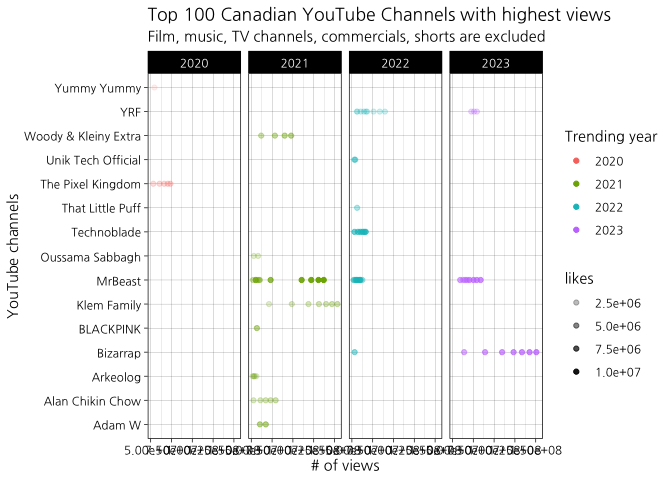 Top 100 Canadian YouTube Channels with highest views
Film, music, TV channels, commercials, shorts are excluded
2020
2021
2022
2023
Yummy Yummy
YRF
Woody & Kleiny Extra
Unik Tech Official
The Pixel Kingdom
That Little Puff
Technoblade
Oussama Sabbagh
MrBeast
Klem Family
BLACKPINK
Bizarrap
Arkeolog
Alan Chikin Chow
Adam W
YouTube channels
# of views
Trending year
2020
2021
2022
2023
likes
2.5e+06
5.0e+06
7.5e+06
1.0e+07